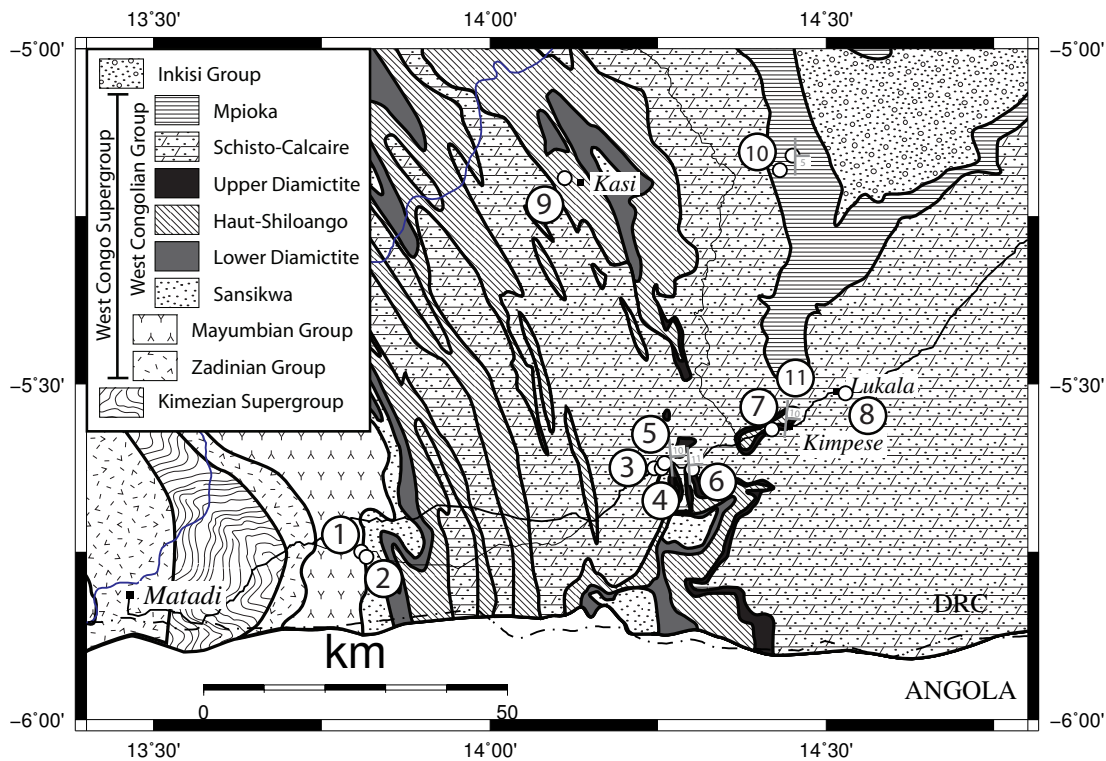 13˚30'
14˚00'
14˚30'
−5˚00'
−5˚00'
Inkisi Group
Mpioka
Schisto-Calcaire
Upper Diamictite
Haut-Shiloango
Lower Diamictite
Sansikwa
Mayumbian Group
Zadinian Group
Kimezian Supergroup
West Congo Supergroup
West Congolian Group
10
Kasi
9
−5˚30'
−5˚30'
11
Lukala
7
8
Kimpese
5
3
6
4
1
2
Matadi
DRC
km
ANGOLA
0
50
−6˚00'
−6˚00'
13˚30'
14˚00'
14˚30'